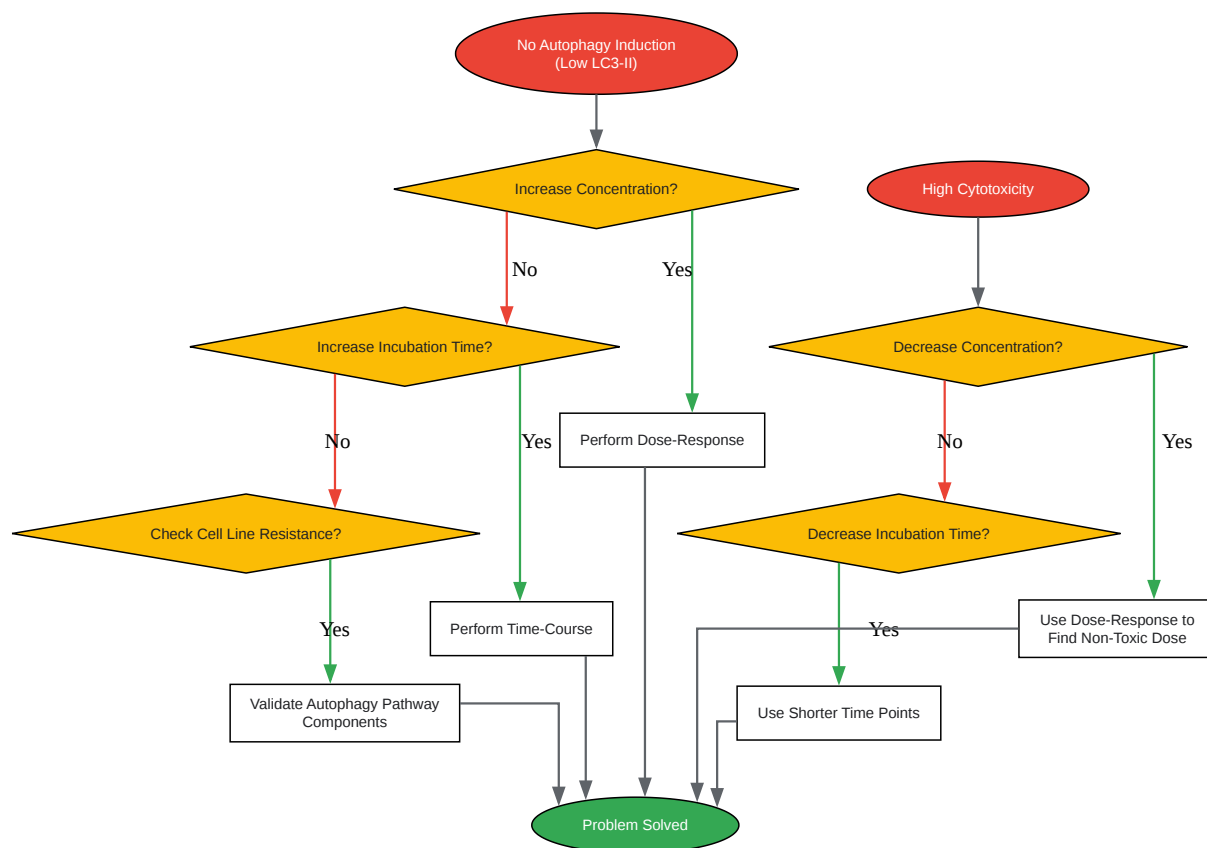 No Autophagy Induction
(Low LC3-II)
Increase Concentration?
High Cytotoxicity
No
Yes
Increase Incubation Time?
Decrease Concentration?
No
Yes
Perform Dose-Response
No
Yes
Check Cell Line Resistance?
Decrease Incubation Time?
Yes
Perform Time-Course
Yes
Use Dose-Response to
Find Non-Toxic Dose
Validate Autophagy Pathway
Components
Use Shorter Time Points
Problem Solved